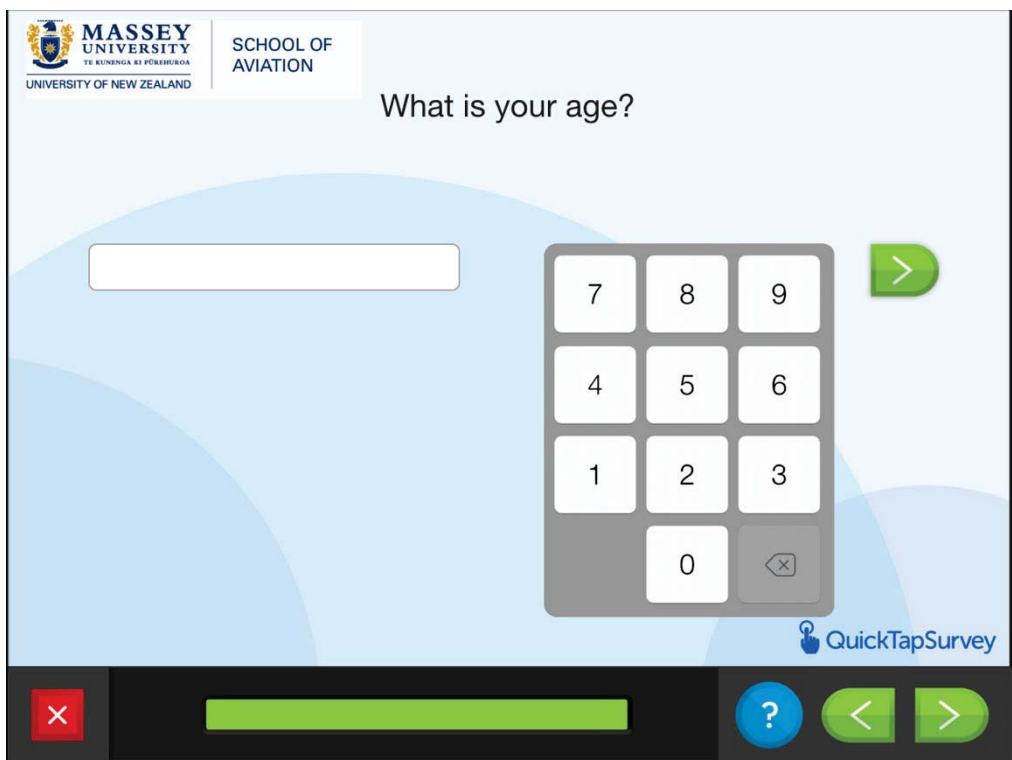 MASSEY
UNIVERSITY
TE KUNENGA KI PŪREHUROA
UNIVERSITY OF NEW ZEALAND
SCHOOL OF
AVIATION
What is your age?
7 8 9
4 5 6
1 2 3
0
QuickTapSurvey
?